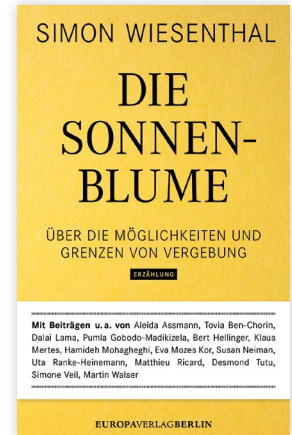 SIMON WIESENTHAL
DIE
SONNEN-
BLUME
ÜBER DIE MÖGLICHKEITEN UND
GRENZEN VON VERGEBUNG
ERZÄHLUNG
Mit Beiträgen u. a. von Aleida Assmann, Tovia Ben-Chorin,
Dalai Lama, Pumla Gobodo-Madikizela, Bert Hellinger, Klaus
Mertes, Hamideh Mohagheghi, Eva Mozes Kor, Susan Neiman,
Uta Ranke-Heinemann, Matthieu Ricard, Desmond Tutu,
Simone Veil, Martin Walser
EUROPAVERLAGBERLIN